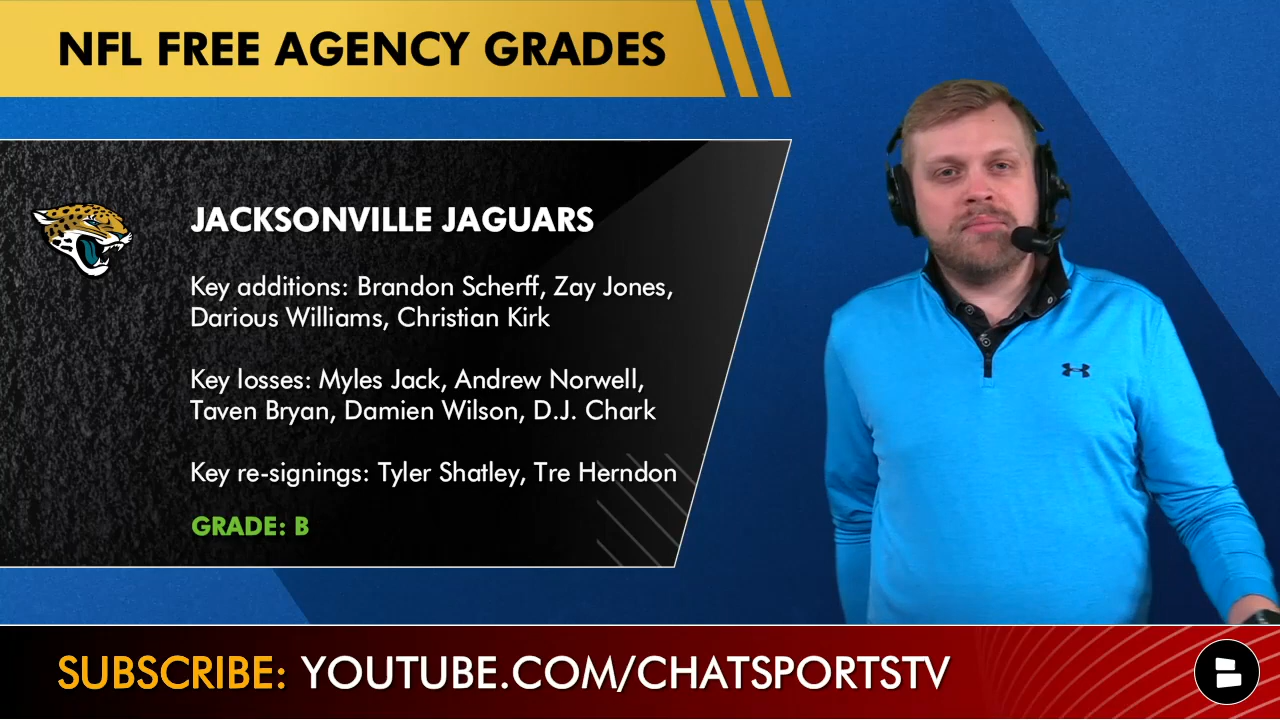 NFL FREE AGENCY GRADES
JACKSONVILLE JAGUARS
Key additions: Brandon Scherff, Zay Jones,
Darious Williams, Christian Kirk
Key losses: Myles Jack, Andrew Norwell,
Taven Bryan, Damien Wilson, D.J. Chark
Key re-signings: Tyler Shatley, Tre Herndon
GRADE: B
SUBSCRIBE: YOUTUBE.COM/CHATSPORTSTV